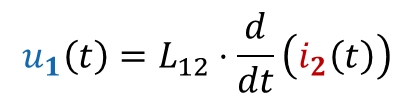 u₁(t) = L₁₂ · d/dt (i₂(t))